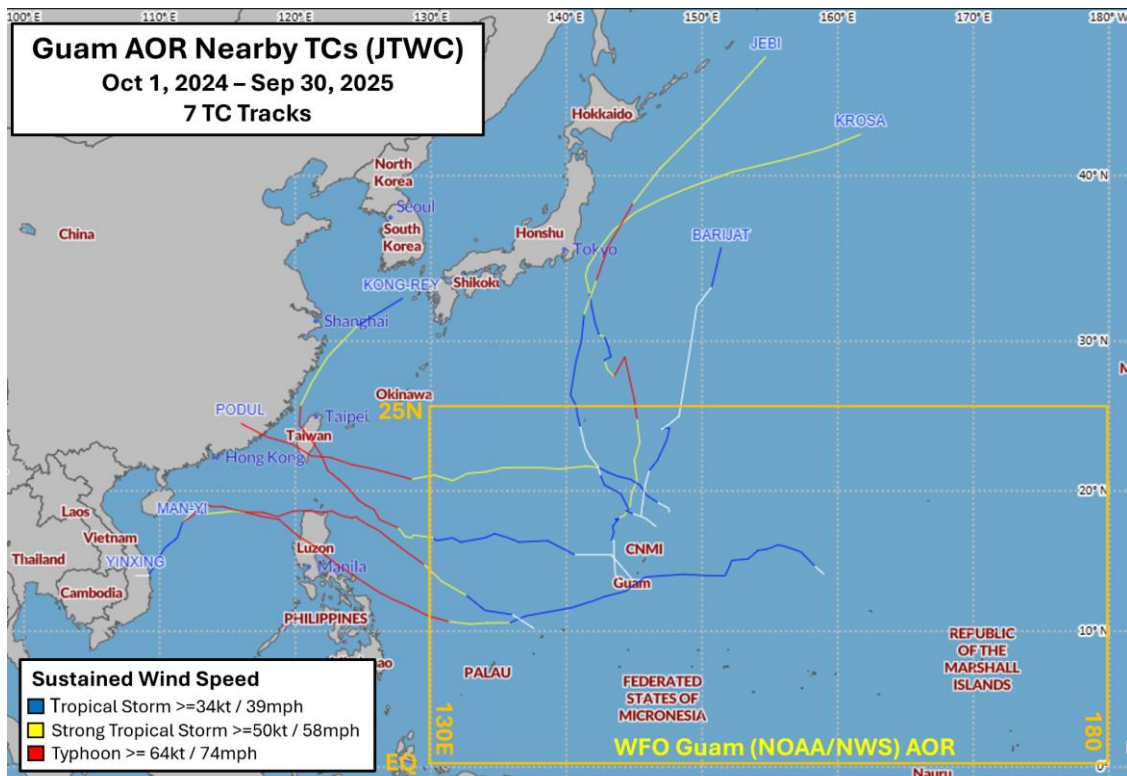 100° E
110° E
120° E
130° E
140° E
150° E
160° E
170° E
180° W
Guam AOR Nearby TCs (JTWC)
Oct 1, 2024 – Sep 30, 2025
7 TC Tracks
JEBI
Hokkaido
KROSA
North
Korea
40° N
Seoul
China
South
Korea
Honshu
Tokyo
BARIJAT
KONG-REY
Shikoku
Shanghai
30° N
Okinawa
PODUL
25N
Taipei
Taiwan
Hong Kong
20° N
MAN-YI
Laos
Vietnam
Luzon
CNMI
Thailand
YINXING
Manila
Guam
Cambodia
PHILIPPINES
10° N
REPUBLIC
OF THE
MARSHALL
ISLANDS
PALAU
FEDERATED
STATES OF
MICRONESIA
Sustained Wind Speed
Tropical Storm >=34kt / 39mph
Strong Tropical Storm >=50kt / 58mph
Typhoon >= 64kt / 74mph
130E
180
WFO Guam (NOAA/NWS) AOR
EQ
0°
Nauru